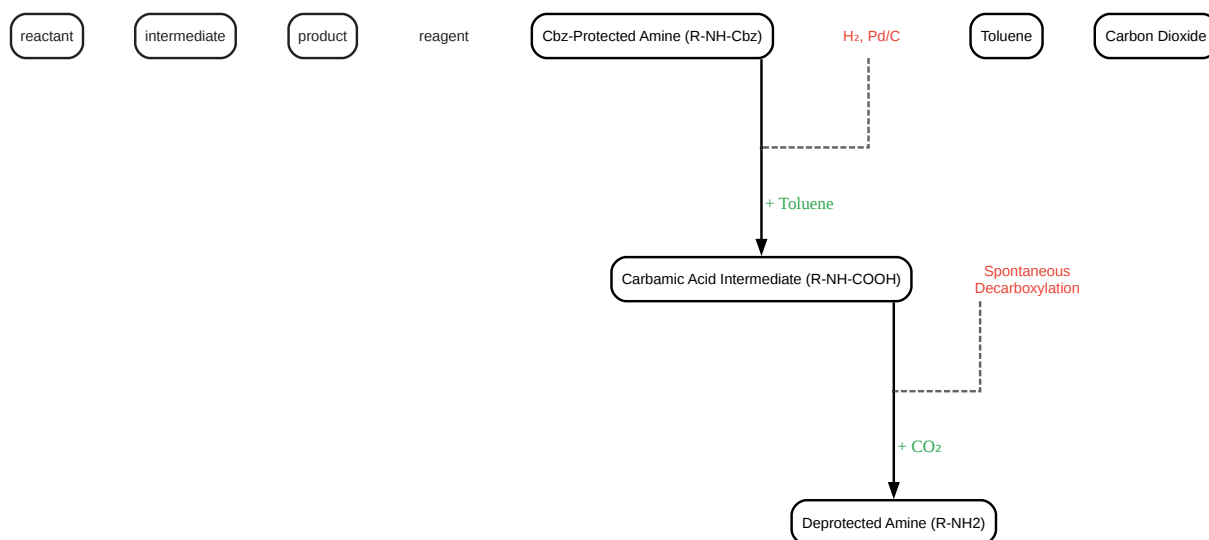 reactant
intermediate
product
reagent
Cbz-Protected Amine (R-NH-Cbz)
H₂, Pd/C
Toluene
Carbon Dioxide
+ Toluene
Carbamic Acid Intermediate (R-NH-COOH)
Spontaneous
Decarboxylation
+ CO₂
Deprotected Amine (R-NH2)